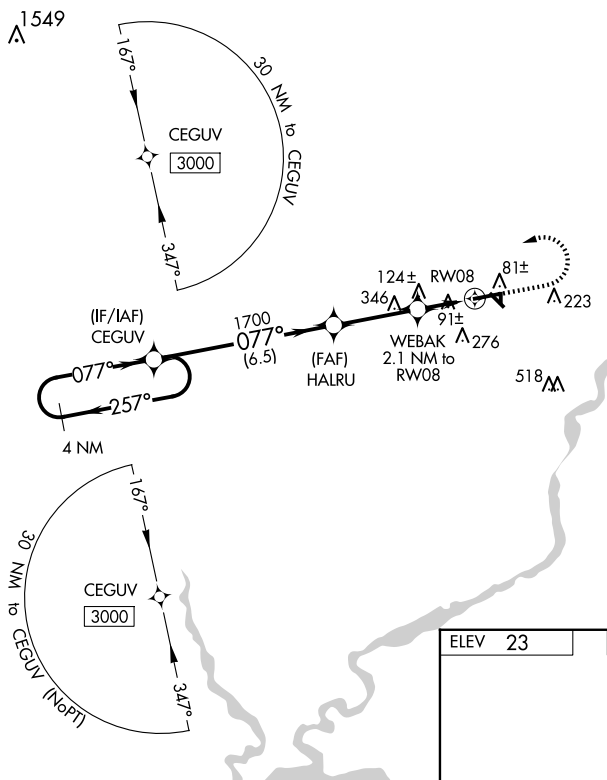 1549
167°
30 NM to CEGUV
CEGUV
3000
347°
(IF/IAF)
CEGUV
1700
077°
(6.5)
(FAF)
HALRU
346
124±
RW08
81±
91±
223
276
WEBAK
2.1 NM to
RW08
518
077°
257°
4 NM
167°
30 NM to CEGUV (NoPT)
CEGUV
3000
347°
ELEV 23